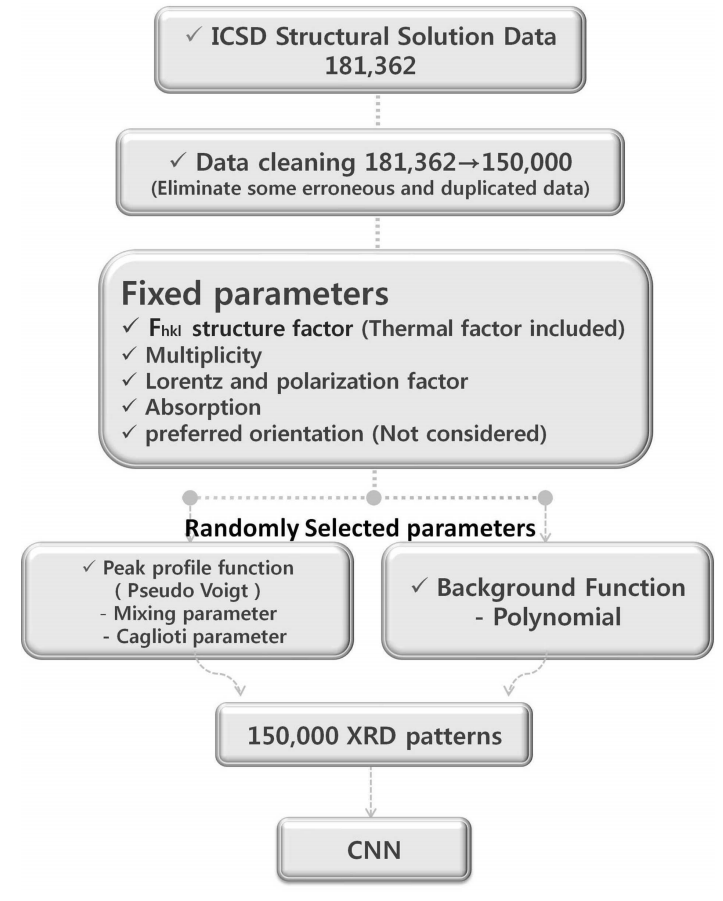 ✓ ICSD Structural Solution Data
181,362
✓ Data cleaning 181,362→150,000
(Eliminate some erroneous and duplicated data)
Fixed parameters
✓ Fhkl structure factor (Thermal factor included)
✓ Multiplicity
✓ Lorentz and polarization factor
✓ Absorption
✓ preferred orientation (Not considered)
Randomly Selected parameters
✓ Peak profile function
( Pseudo Voigt )
- Mixing parameter
- Caglioti parameter
✓ Background Function
- Polynomial
150,000 XRD patterns
CNN